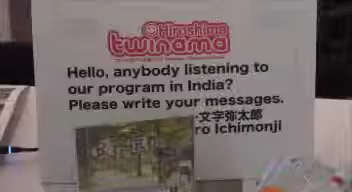 Hiroshima
twinama
Hello, anybody listening to
our program in India?
Please write your messages.
文字弥太郎
ro Ichimonji